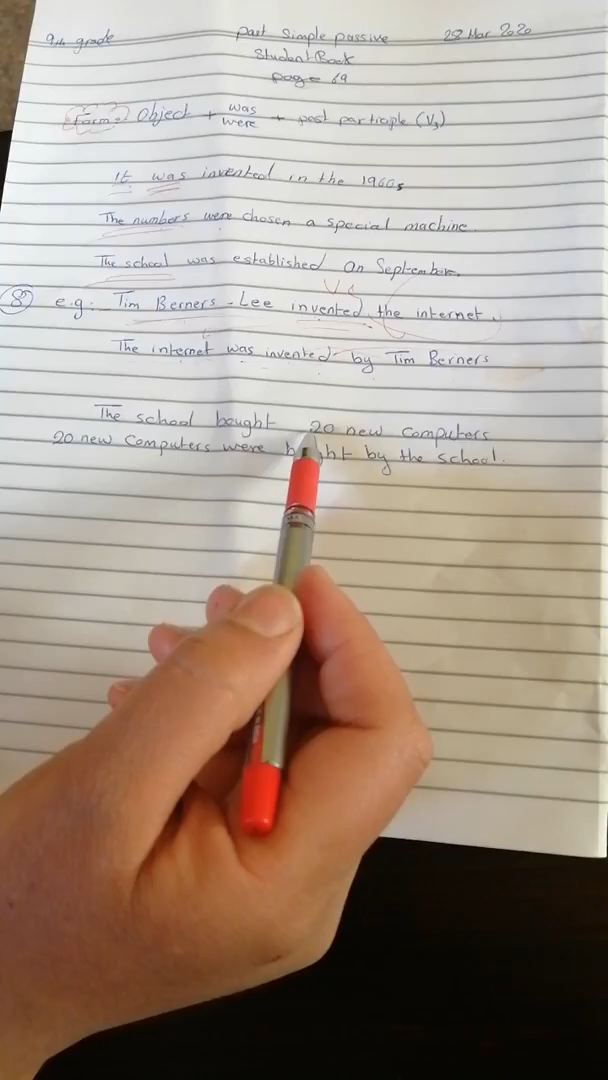 9th grade past simple passive 28 Mar 2020
Student Book
page 69
Form: Object + was/were + past participle (V3)
It was invented in the 1960s
The numbers were chosen a special machine.
The school was established on September.
V S
8 e.g: Tim Berners-Lee invented the internet.
The internet was invented by Tim Berners
The school bought 20 new computers
20 new computers were bought by the school.